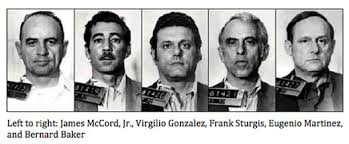 Left to right: James McCord, Jr., Virgilio Gonzalez, Frank Sturgis, Eugenio Martinez,
and Bernard Baker